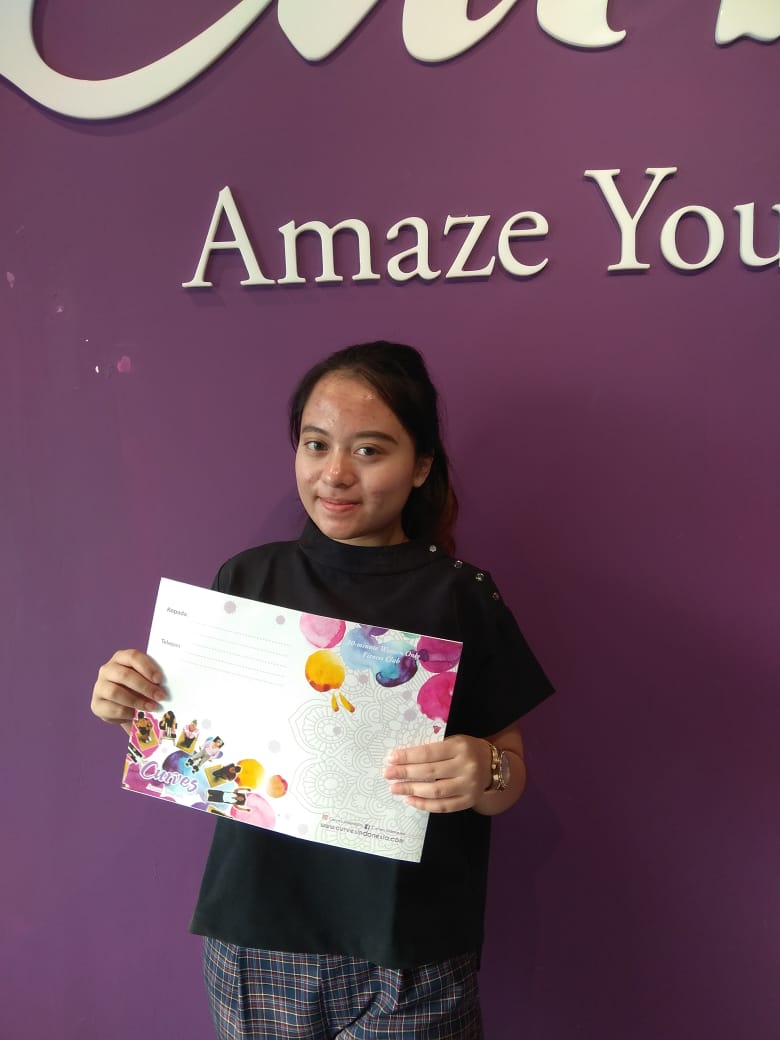 Amaze You
Kepada
Telepon
30-minute Women Only
Fitness Club
Curves
www.curvesindonesia.com